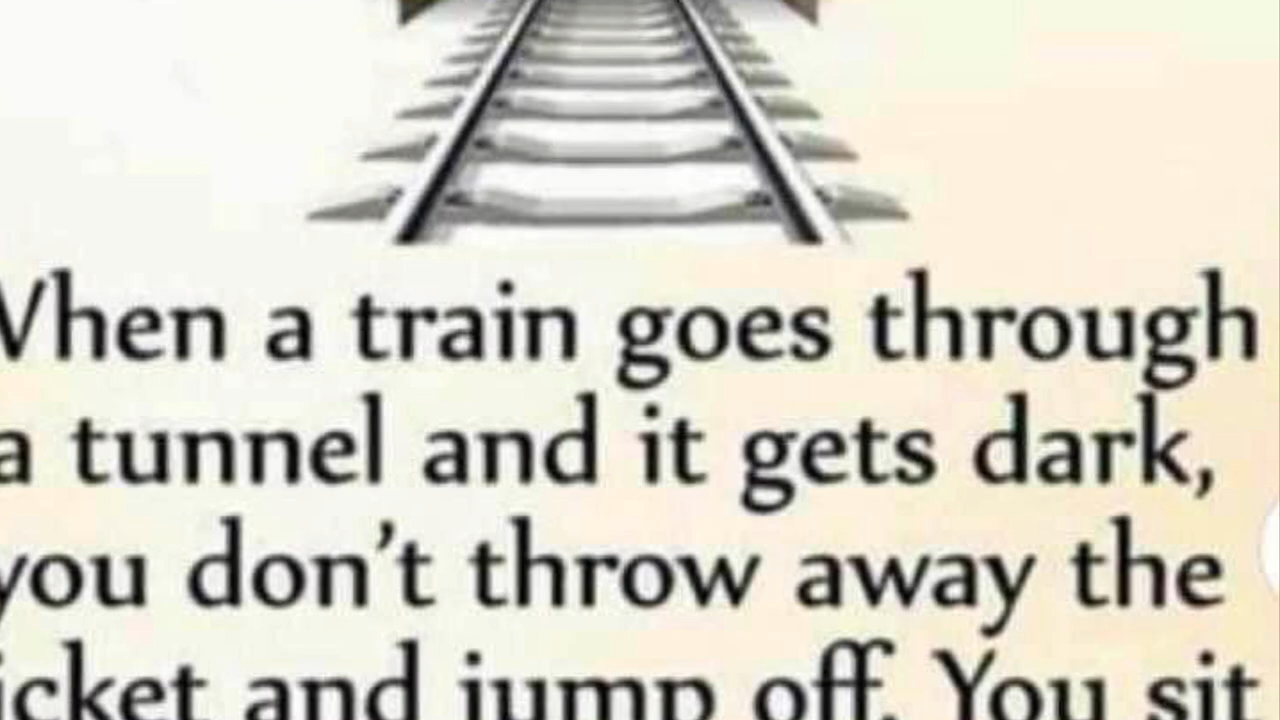 When a train goes through
a tunnel and it gets dark,
you don't throw away the
ticket and jump off. You sit